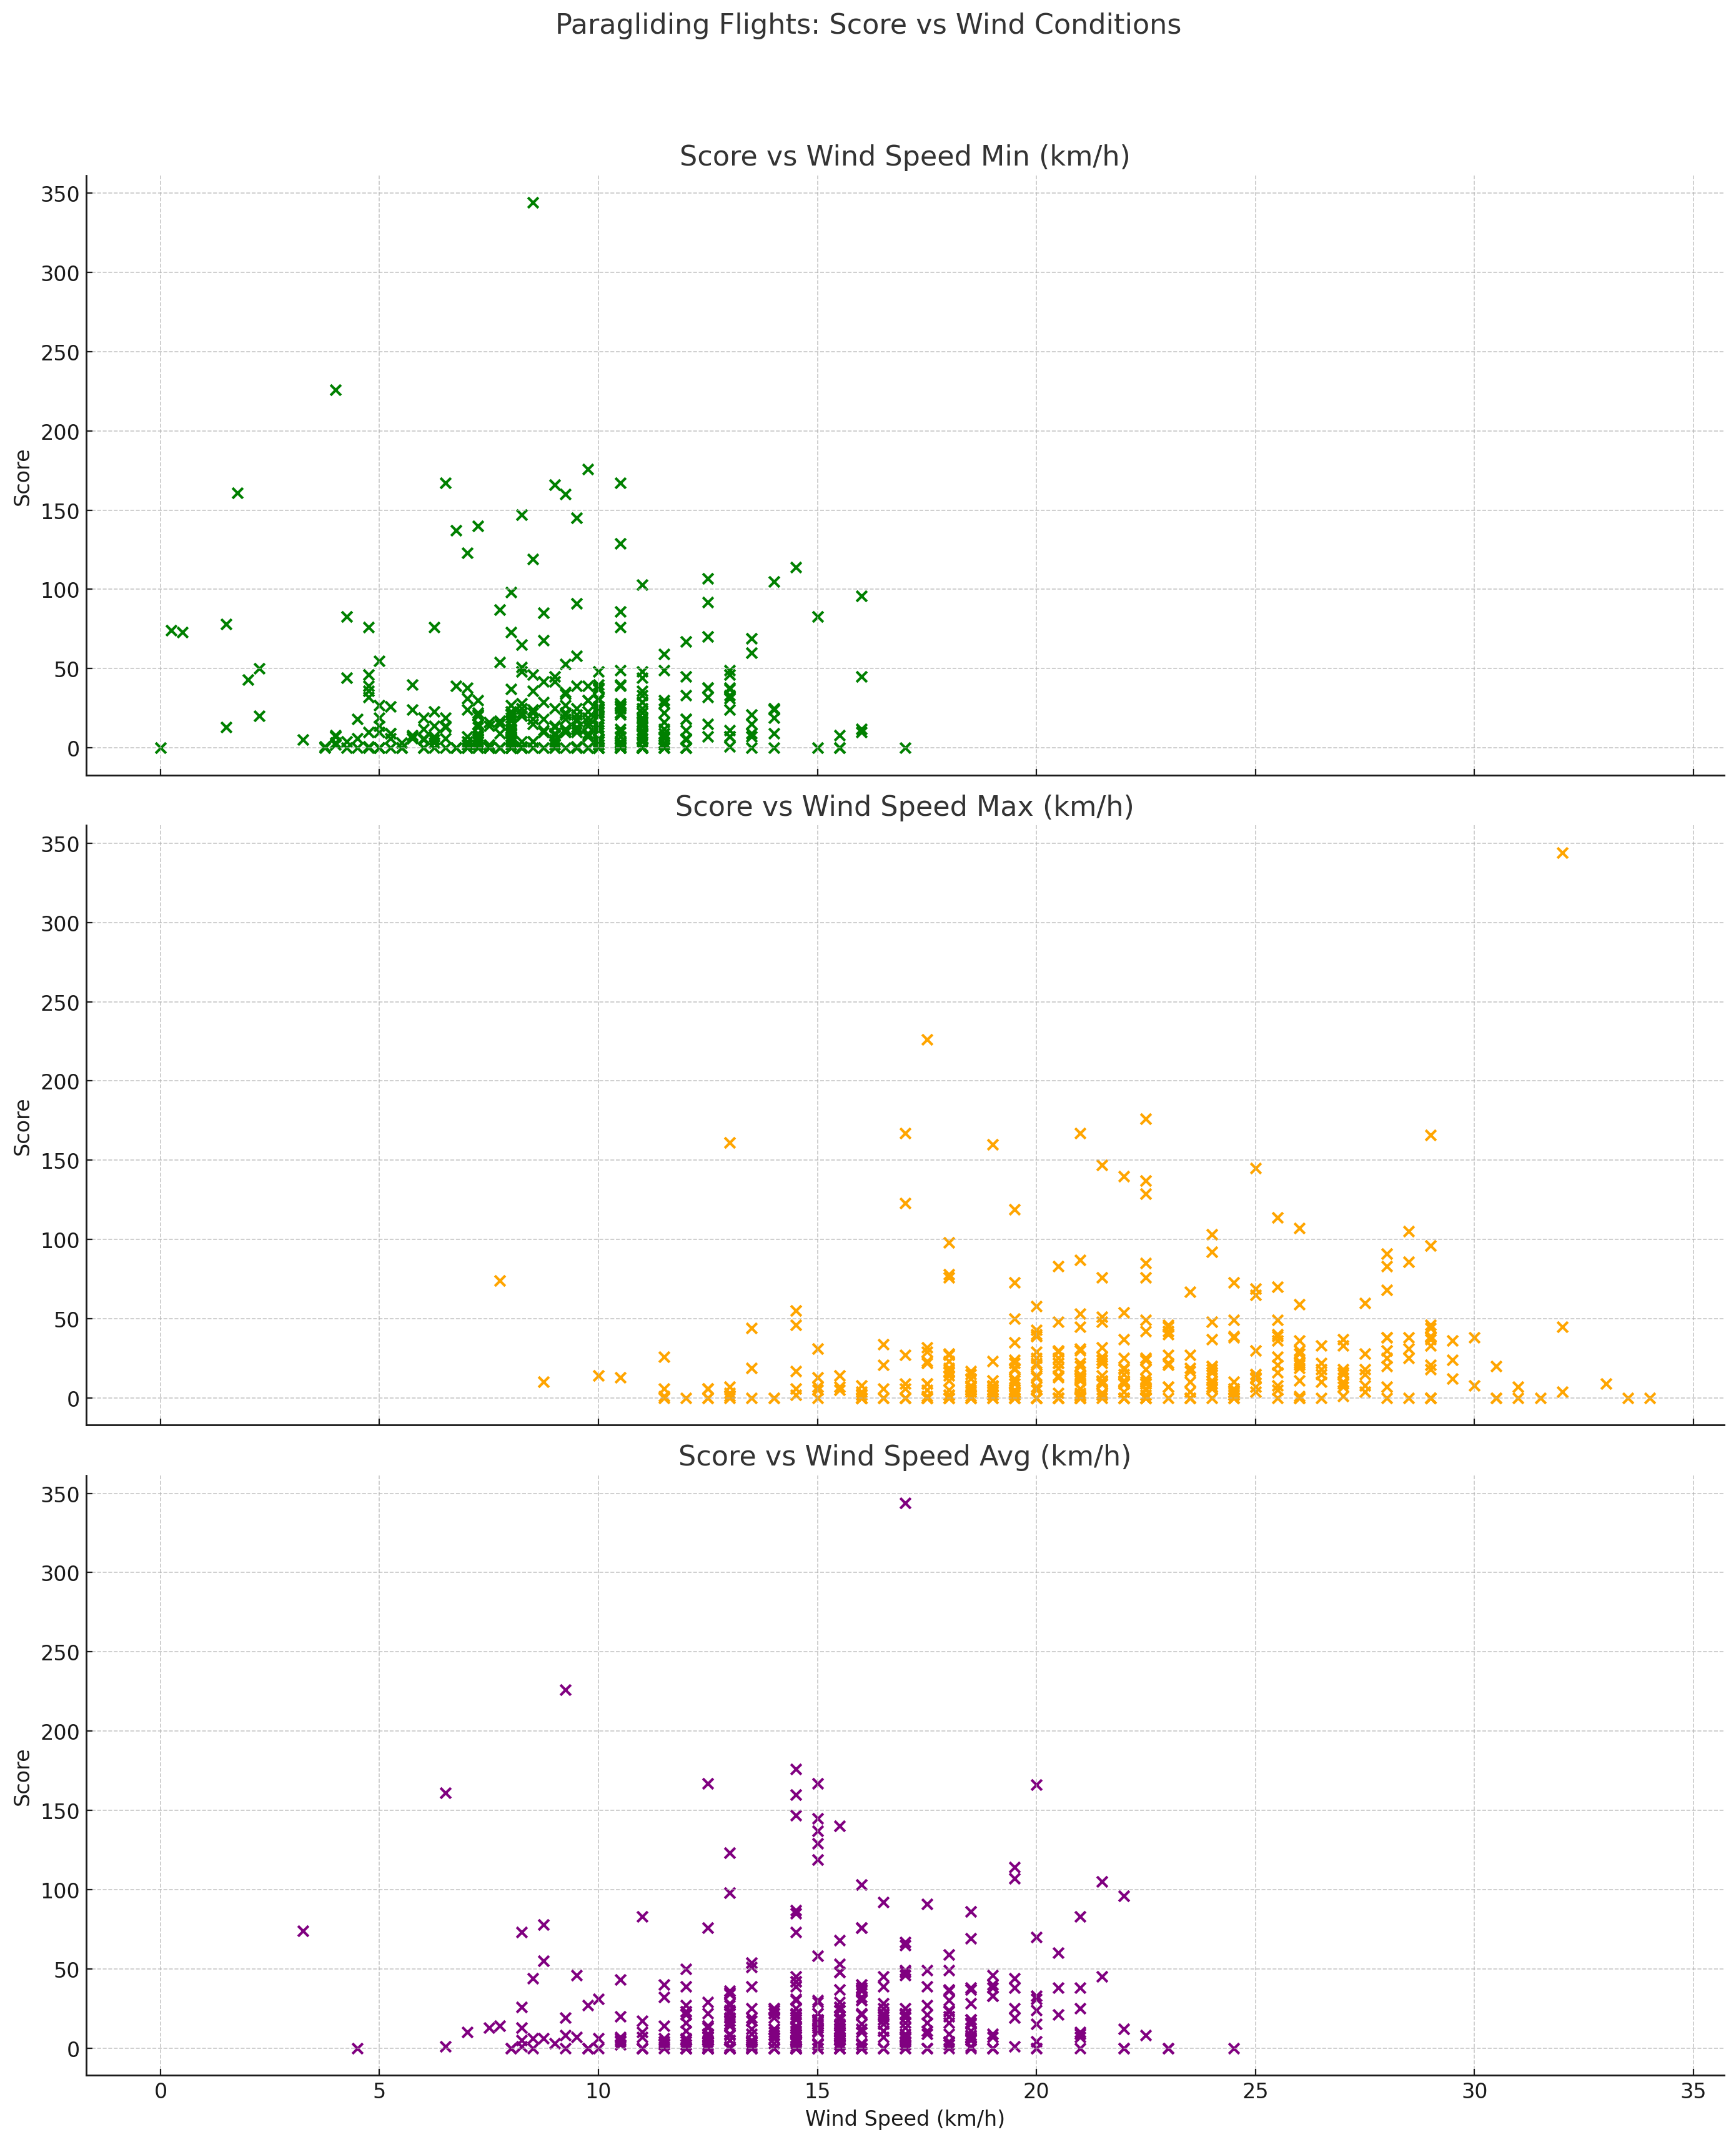 Paragliding Flights: Score vs Wind Conditions
Score vs Wind Speed Min (km/h)
350
300
250
200
150
100
50
0
Score
Score vs Wind Speed Max (km/h)
350
300
250
200
150
100
50
0
Score
Score vs Wind Speed Avg (km/h)
350
300
250
200
150
100
50
0
Score
0 5 10 15 20 25 30 35
Wind Speed (km/h)